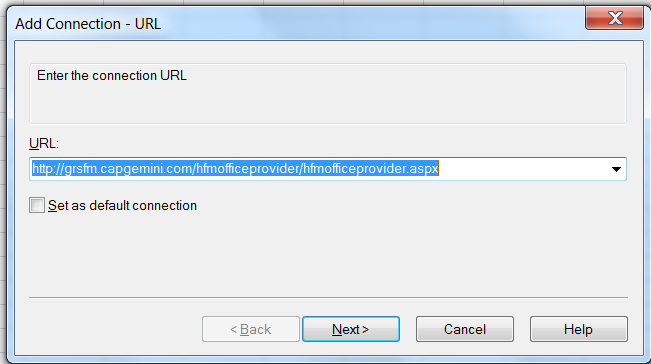 Add Connection - URL
Enter the connection URL
URL:
http://grsfm.capgemini.com/hfmofficeprovider/hfmofficeprovider.aspx
Set as default connection
< Back Next > Cancel Help